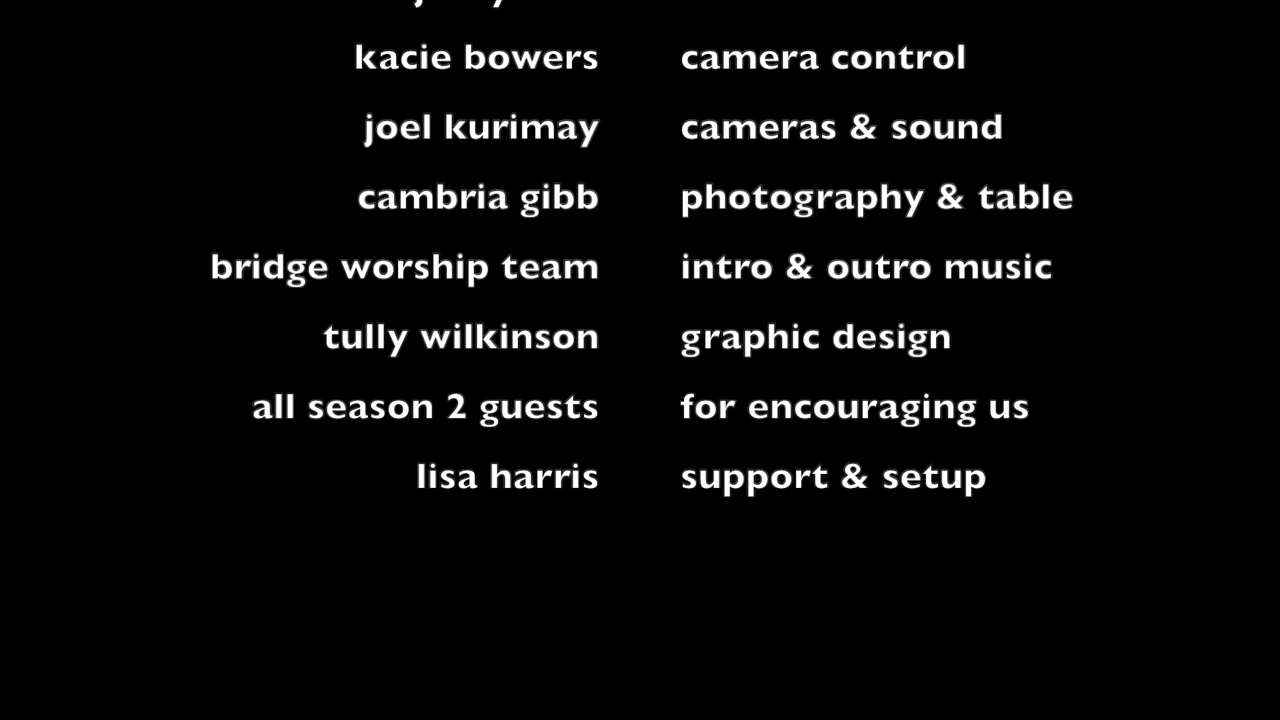 kacie bowers camera control
joel kurimay cameras & sound
cambria gibb photography & table
bridge worship team intro & outro music
tully wilkinson graphic design
all season 2 guests for encouraging us
lisa harris support & setup